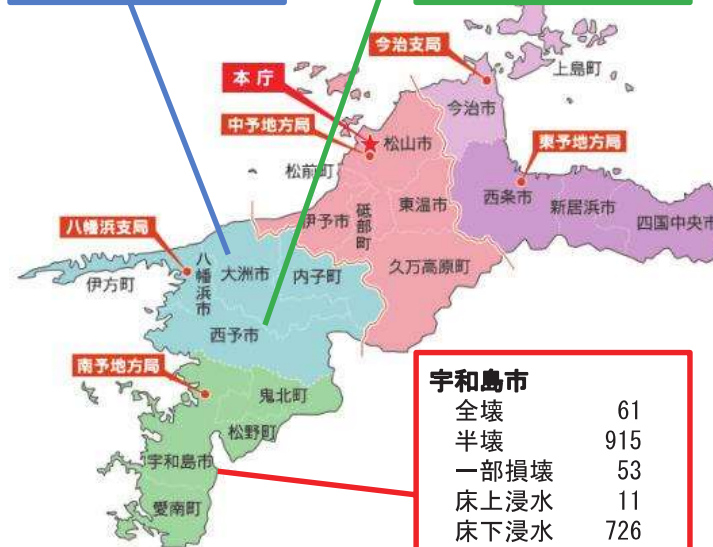 今治支局
上島町
本庁
今治市
中予地方局
松山市
東予地方局
松前町
西条市
新居浜市
四国中央市
伊予市
砥部町
東温市
久万高原町
八幡浜支局
八幡浜市
大洲市
内子町
伊方町
西予市
南予地方局
鬼北町
松野町
宇和島市
愛南町
宇和島市
全壊 61
半壊 915
一部損壊 53
床上浸水 11
床下浸水 726